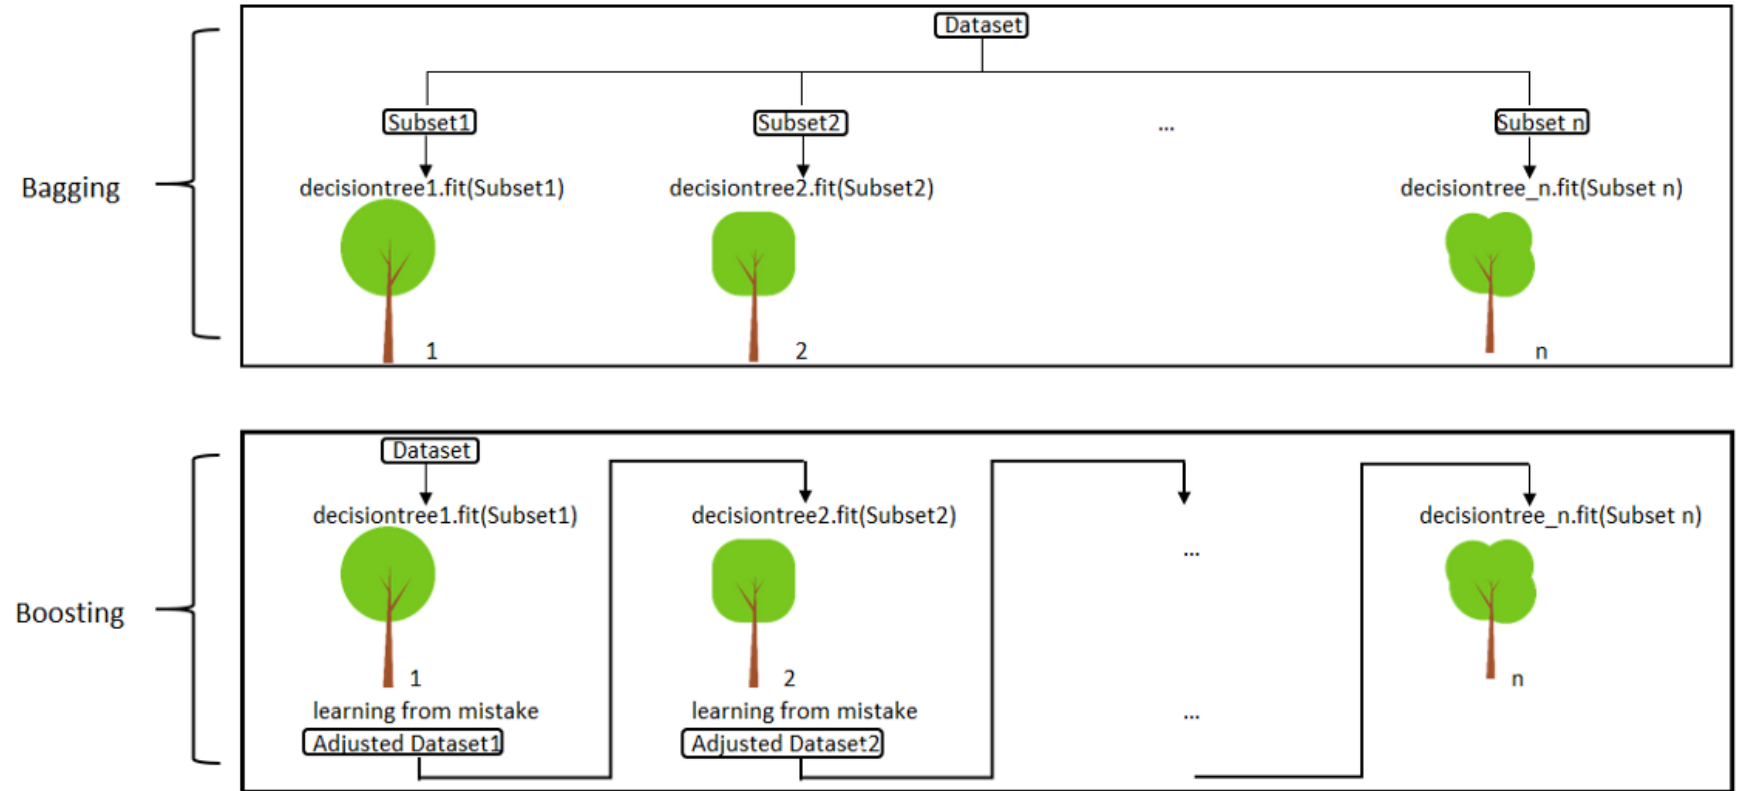 Dataset
Subset1 Subset2 ... Subset n
Bagging
decisiontree1.fit(Subset1) decisiontree2.fit(Subset2) decisiontree_n.fit(Subset n)
1 2 n
Dataset
decisiontree1.fit(Subset1) decisiontree2.fit(Subset2) decisiontree_n.fit(Subset n)
...
Boosting
1 2 n
learning from mistake learning from mistake ...
Adjusted Dataset1 Adjusted Dataset2